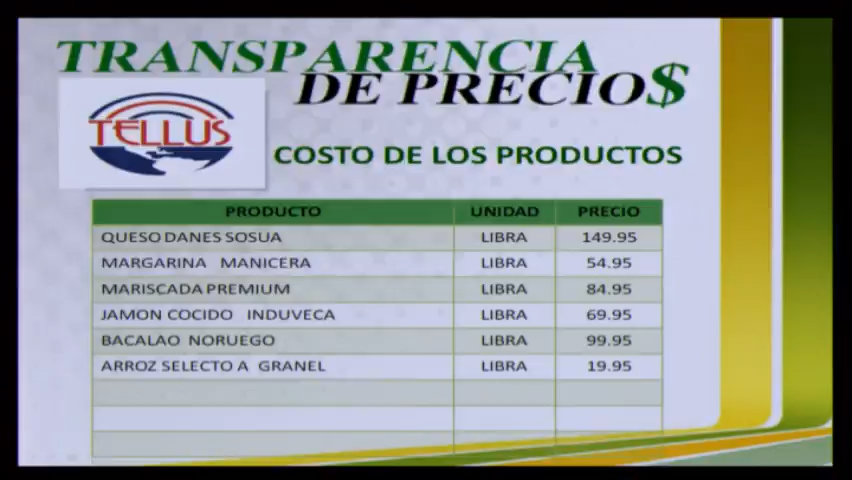 TRANSPARENCIA
DE PRECIO$
TELLUS
COSTO DE LOS PRODUCTOS
PRODUCTO UNIDAD PRECIO
QUESO DANES SOSUA LIBRA 149.95
MARGARINA MANICERA LIBRA 54.95
MARISCADA PREMIUM LIBRA 84.95
JAMON COCIDO INDUVECA LIBRA 69.95
BACALAO NORUEGO LIBRA 99.95
ARROZ SELECTO A GRANEL LIBRA 19.95